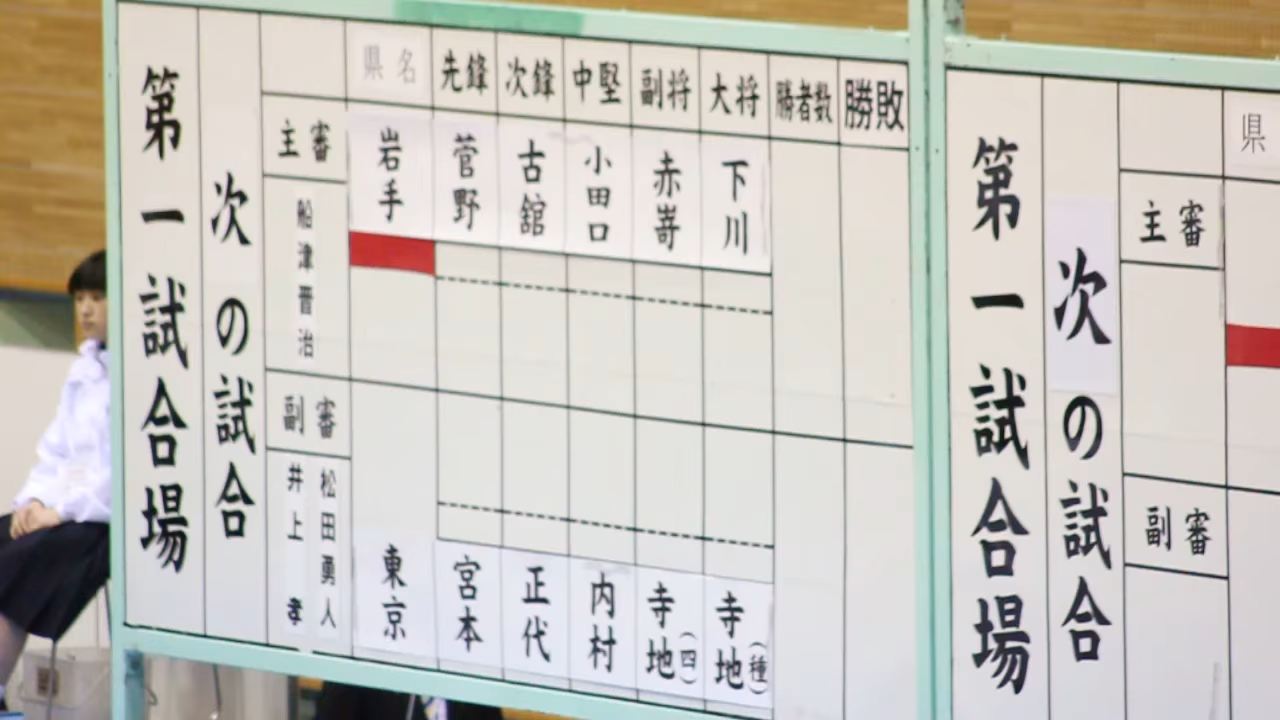 第一試合場
次の試合
主審
船津晋治
副審
松田勇人
井上孝
県名 先鋒 次鋒 中堅 副将 大将 勝者数 勝敗
岩手 菅野 古舘 小田口 赤嵜 下川
東京 宮本 正代 内村 寺地(四) 寺地(種)
第一試合場
次の試合
主審
副審
県